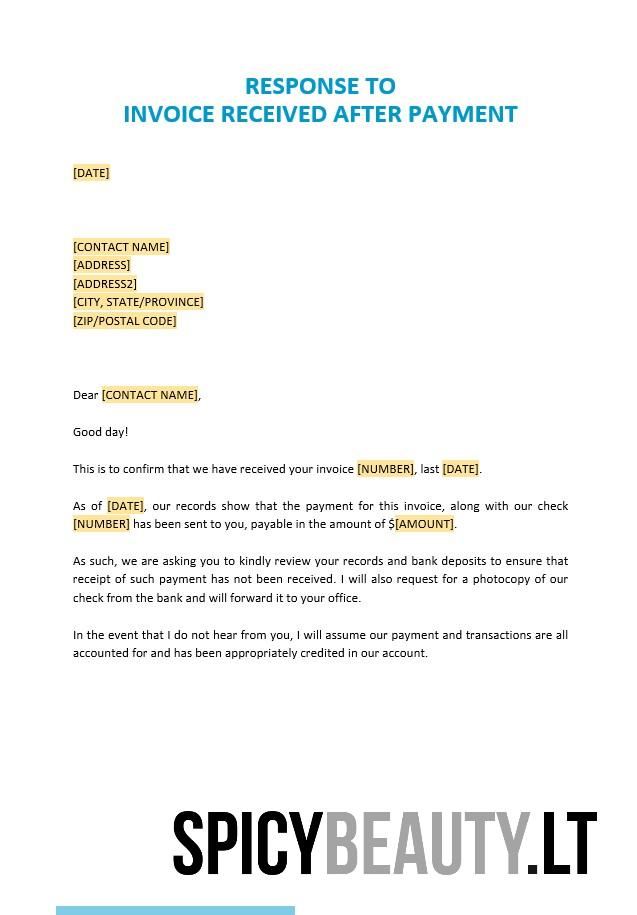 RESPONSE TO
INVOICE RECEIVED AFTER PAYMENT
[DATE]
[CONTACT NAME]
[ADDRESS]
[ADDRESS2]
[CITY, STATE/PROVINCE]
[ZIP/POSTAL CODE]
Dear [CONTACT NAME],
Good day!
This is to confirm that we have received your invoice [NUMBER], last [DATE].
As of [DATE], our records show that the payment for this invoice, along with our check
[NUMBER] has been sent to you, payable in the amount of $[AMOUNT].
As such, we are asking you to kindly review your records and bank deposits to ensure that
receipt of such payment has not been received. I will also request for a photocopy of our
check from the bank and will forward it to your office.
In the event that I do not hear from you, I will assume our payment and transactions are all
accounted for and has been appropriately credited in our account.
SPICYBEAUTY.LT